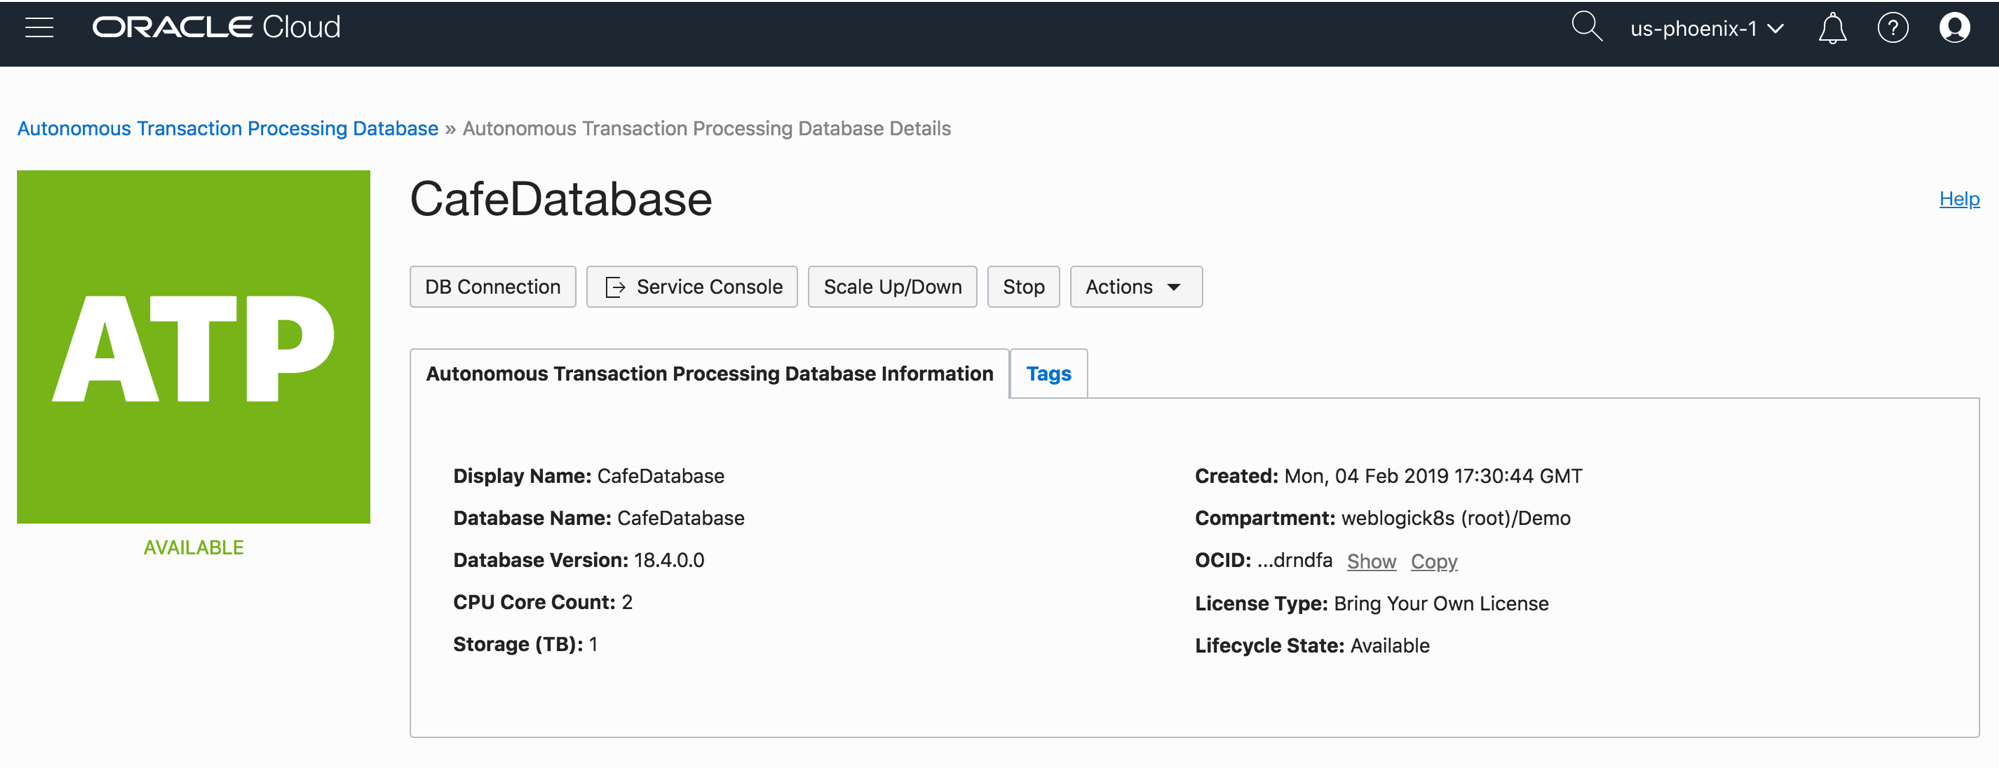 ORACLE Cloud
us-phoenix-1
?
Autonomous Transaction Processing Database » Autonomous Transaction Processing Database Details
ATP
AVAILABLE
CafeDatabase
Help
DB Connection Service Console Scale Up/Down Stop Actions
Autonomous Transaction Processing Database Information Tags
Display Name: CafeDatabase
Database Name: CafeDatabase
Database Version: 18.4.0.0
CPU Core Count: 2
Storage (TB): 1
Created: Mon, 04 Feb 2019 17:30:44 GMT
Compartment: weblogick8s (root)/Demo
OCID: ...drndfa Show Copy
License Type: Bring Your Own License
Lifecycle State: Available